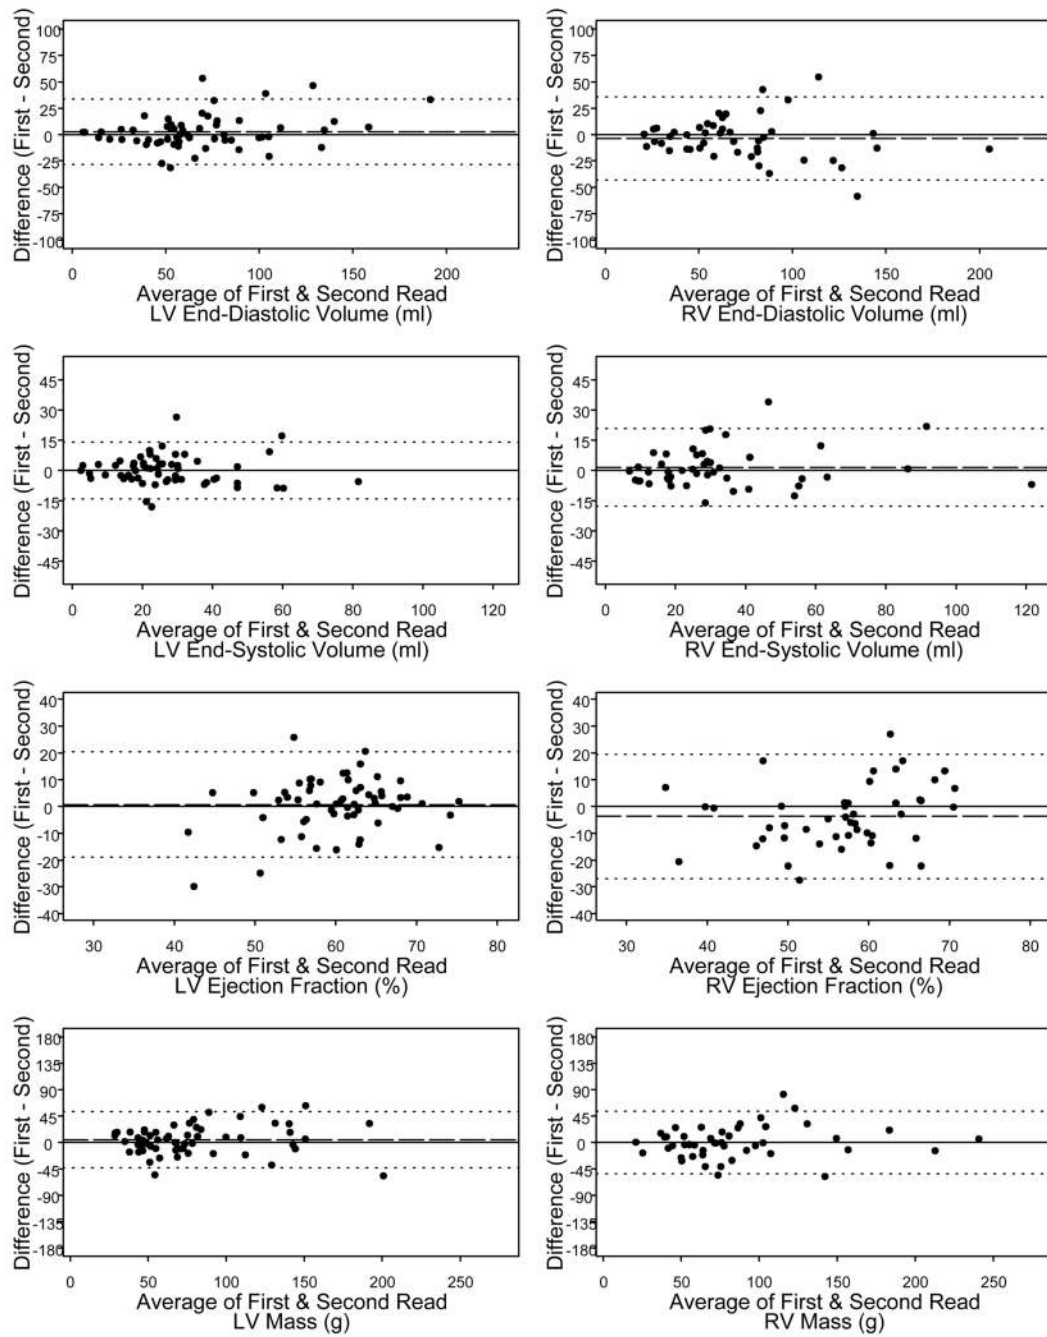 Difference (First - Second)
100
75
50
25
0
-25
-50
-75
-100
0 50 100 150 200
Average of First & Second Read
LV End-Diastolic Volume (ml)
Difference (First - Second)
100
75
50
25
0
-25
-50
-75
-100
0 50 100 150 200
Average of First & Second Read
RV End-Diastolic Volume (ml)
Difference (First - Second)
45
30
15
0
-15
-30
-45
0 20 40 60 80 100 120
Average of First & Second Read
LV End-Systolic Volume (ml)
Difference (First - Second)
45
30
15
0
-15
-30
-45
0 20 40 60 80 100 120
Average of First & Second Read
RV End-Systolic Volume (ml)
Difference (First - Second)
40
30
20
10
0
-10
-20
-30
-40
30 40 50 60 70 80
Average of First & Second Read
LV Ejection Fraction (%)
Difference (First - Second)
40
30
20
10
0
-10
-20
-30
-40
30 40 50 60 70 80
Average of First & Second Read
RV Ejection Fraction (%)
Difference (First - Second)
180
135
90
45
0
-45
-90
-135
-180
0 50 100 150 200 250
Average of First & Second Read
LV Mass (g)
Difference (First - Second)
180
135
90
45
0
-45
-90
-135
-180
0 50 100 150 200 250
Average of First & Second Read
RV Mass (g)